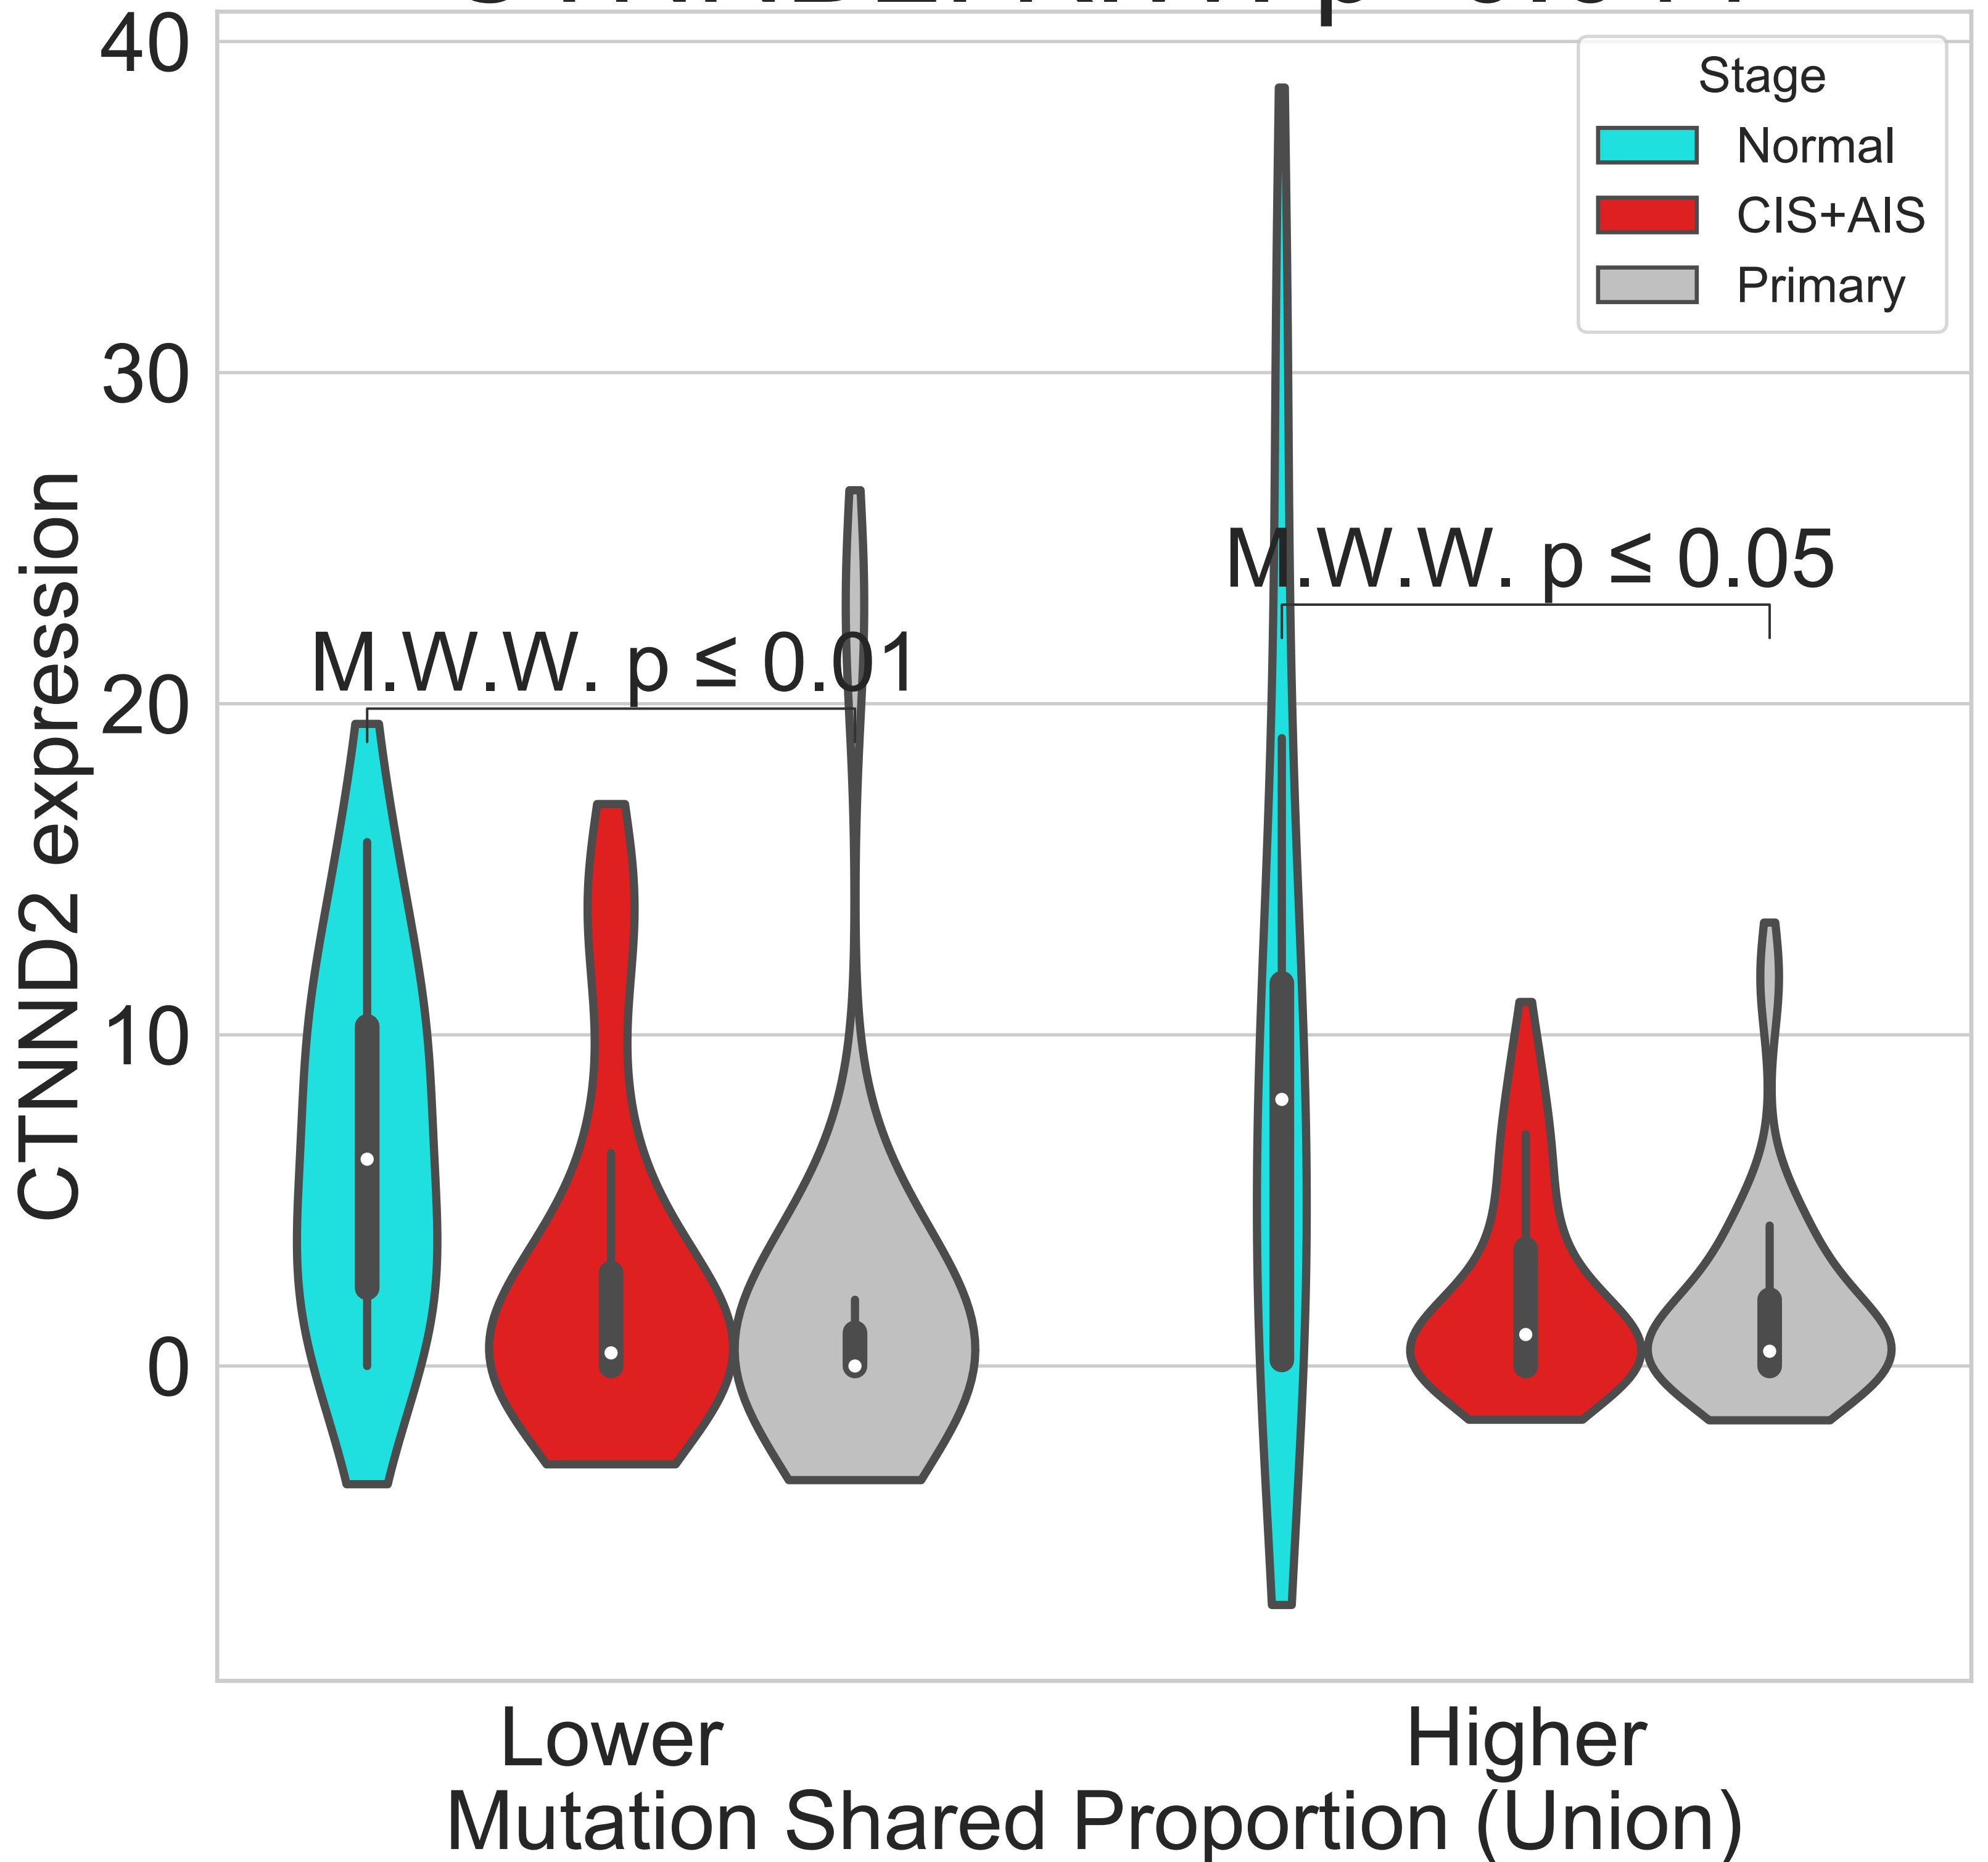 40
30
20
10
0
CTNND2 expression
Stage
Normal
CIS+AIS
Primary
M.W.W. p ≤ 0.01
M.W.W. p ≤ 0.05
Lower
Higher
Mutation Shared Proportion (Union)